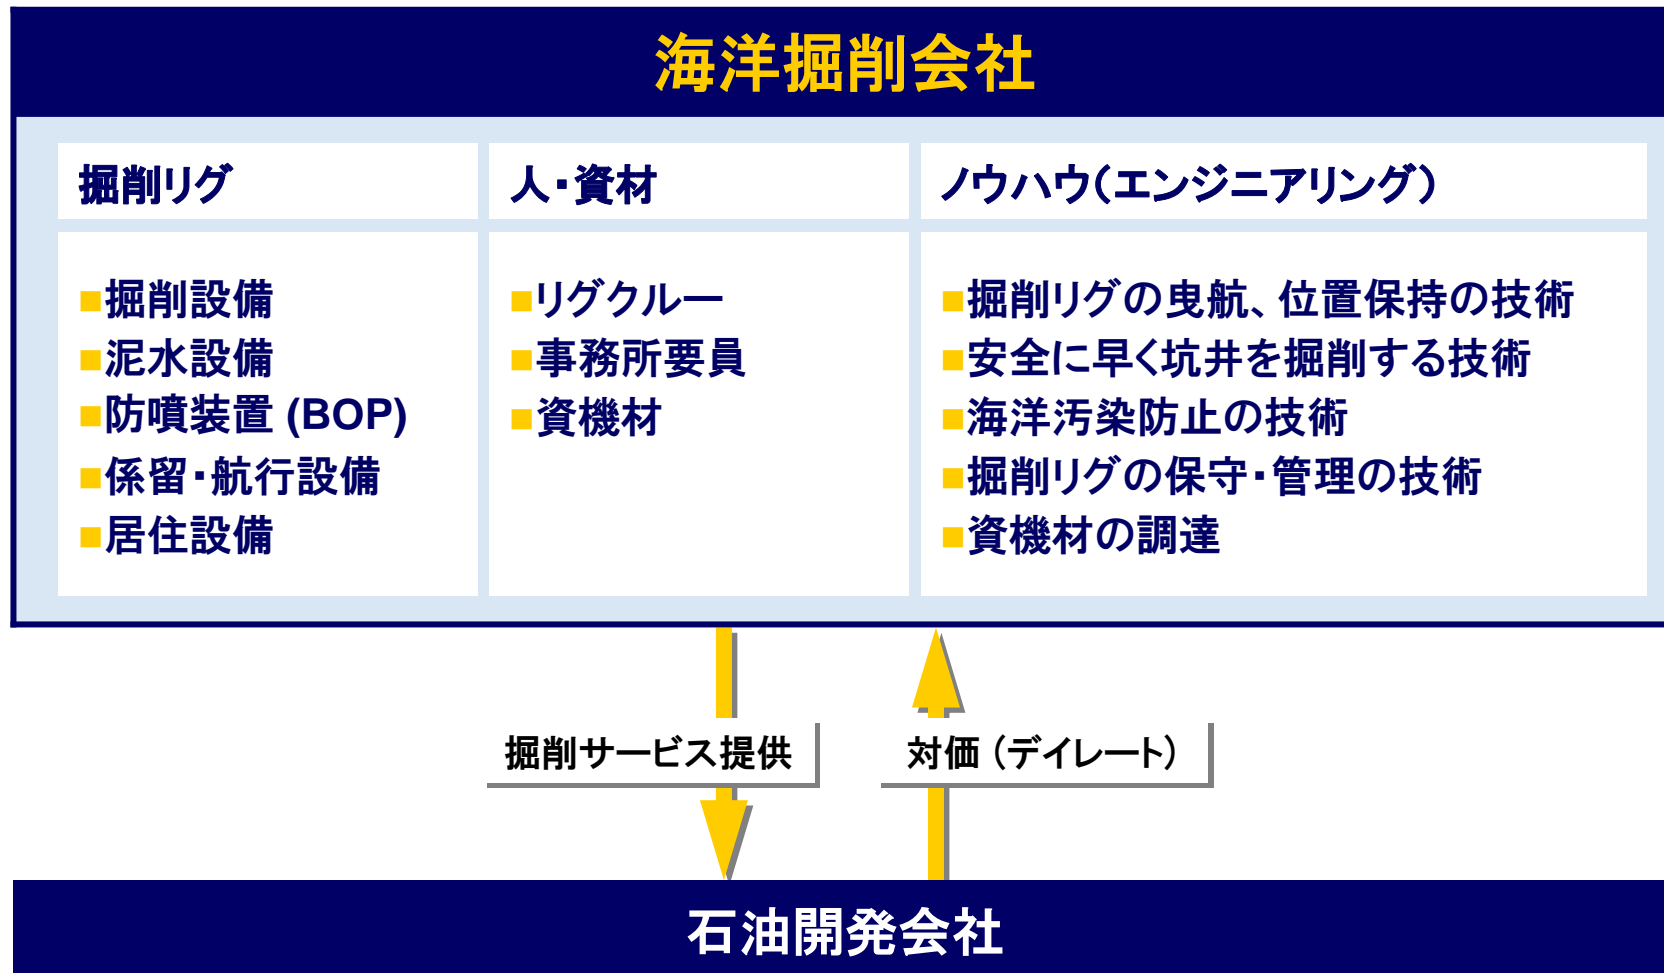 海洋掘削会社
掘削リグ
■掘削設備
■泥水設備
■防噴装置 (BOP)
■係留・航行設備
■居住設備
人・資材
■リグクルー
■事務所要員
■資機材
ノウハウ(エンジニアリング)
■掘削リグの曳航、位置保持の技術
■安全に早く坑井を掘削する技術
■海洋汚染防止の技術
■掘削リグの保守・管理の技術
■資機材の調達
掘削サービス提供
対価 (デイレート)
石油開発会社